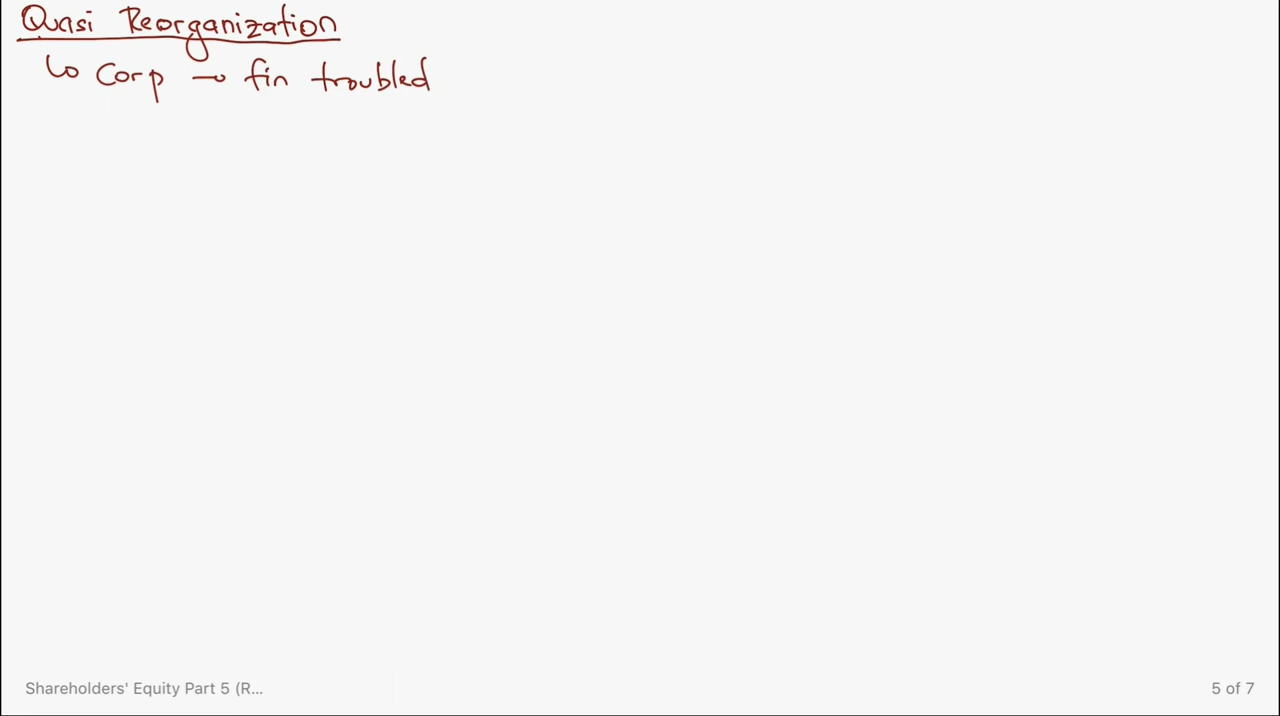 Quasi Reorganization
↳ Corp → fin troubled
Shareholders' Equity Part 5 (R...
5 of 7